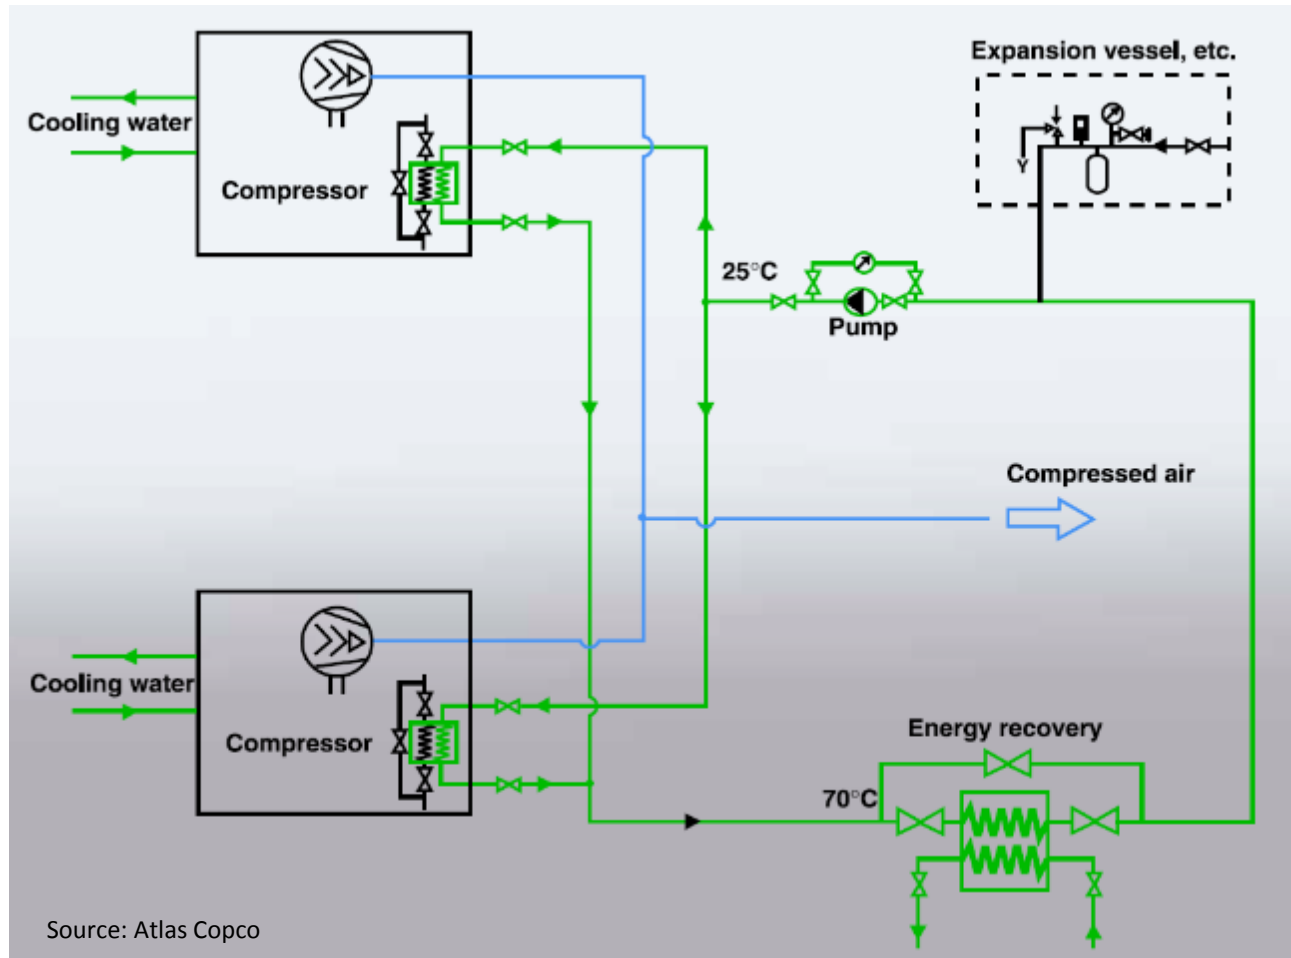 Expansion vessel, etc.
Cooling water
Compressor
Y
25°C
Pump
Compressed air
Cooling water
Compressor
Energy recovery
70°C
Source: Atlas Copco